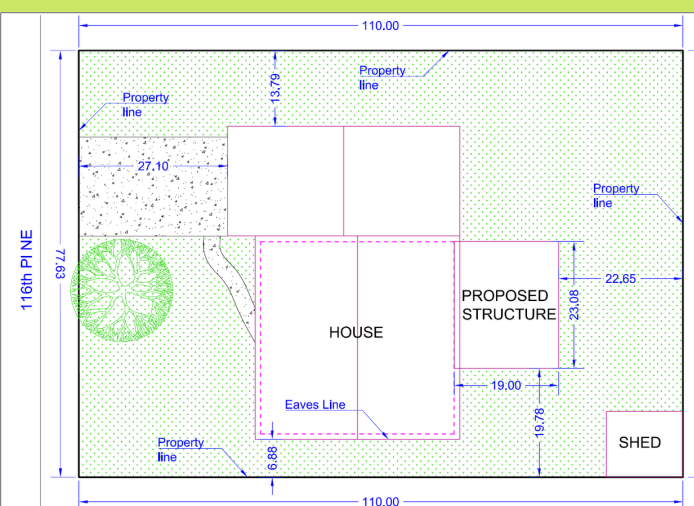 110.00
Property
line
13.79
Property
line
27.10
Property
line
116th Pl NE
77.63
22.65
PROPOSED
STRUCTURE
23.08
HOUSE
19.00
Eaves Line
19.78
Property
line
6.88
SHED
110.00